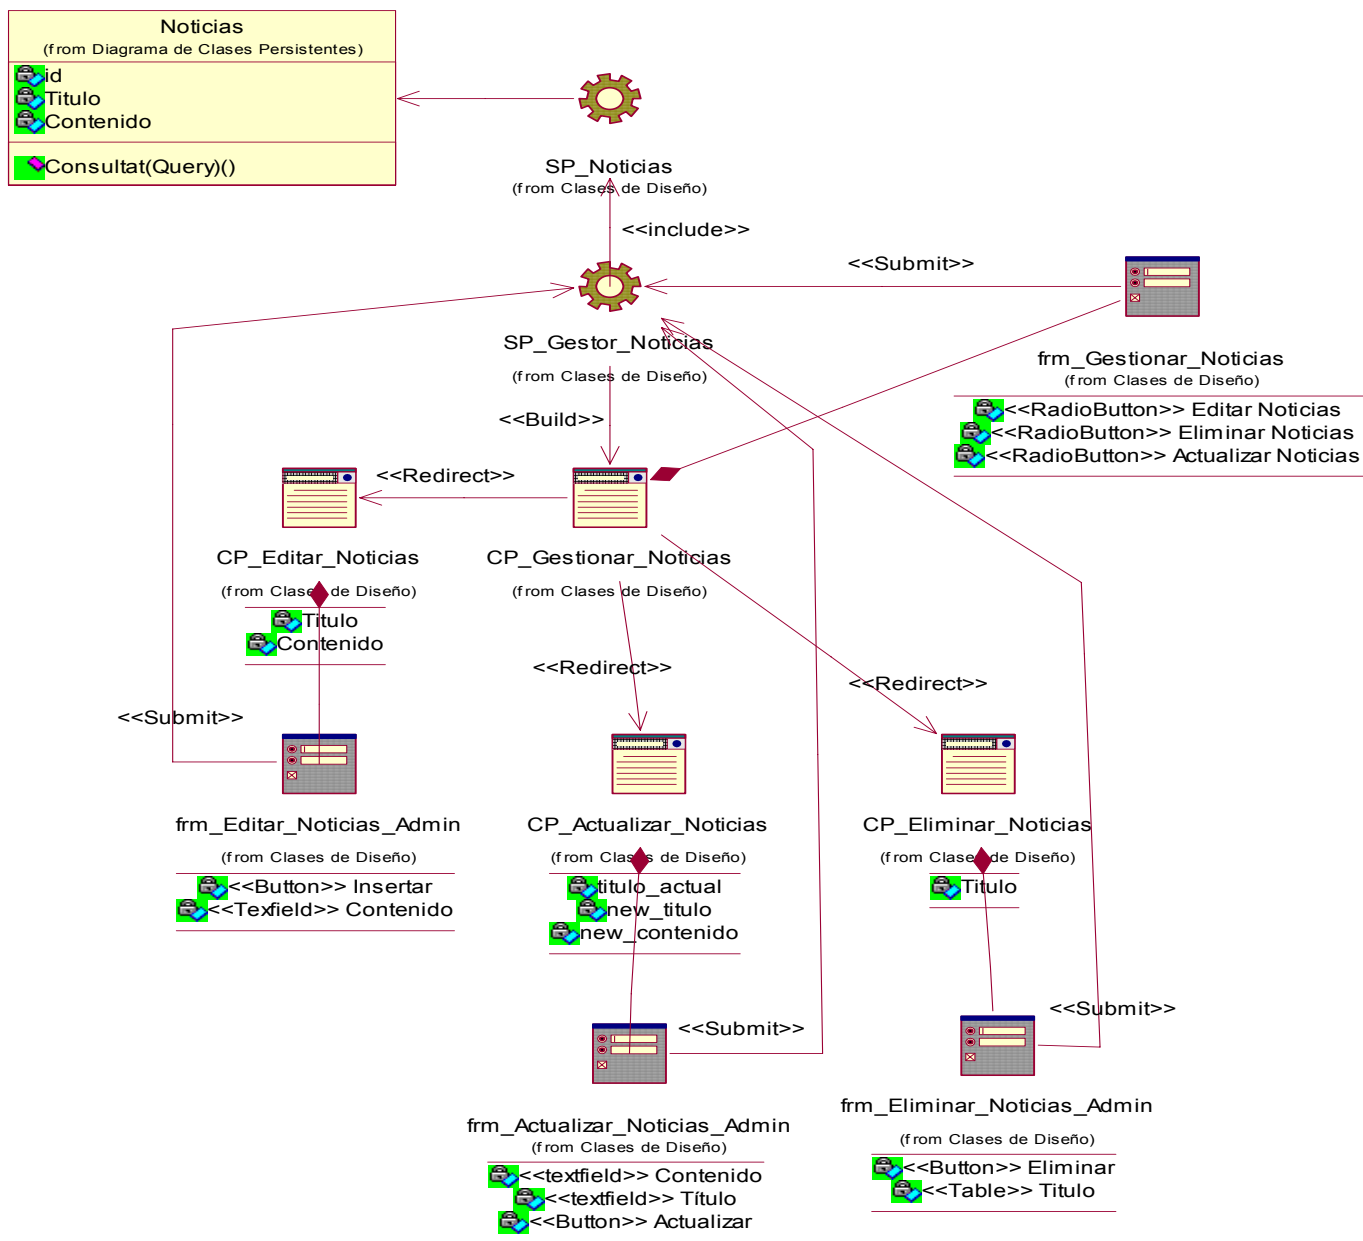 Noticias
(from Diagrama de Clases Persistentes)
id
Titulo
Contenido
Consultat(Query)()
SP_Noticias
(from Clases de Diseño)
<<include>>
<<Submit>>
SP_Gestor_Noticias
(from Clases de Diseño)
frm_Gestionar_Noticias
(from Clases de Diseño)
<<RadioButton>> Editar Noticias
<<RadioButton>> Eliminar Noticias
<<RadioButton>> Actualizar Noticias
<<Build>>
<<Redirect>>
CP_Editar_Noticias
(from Clases de Diseño)
Titulo
Contenido
CP_Gestionar_Noticias
(from Clases de Diseño)
<<Redirect>>
<<Redirect>>
<<Submit>>
frm_Editar_Noticias_Admin
(from Clases de Diseño)
<<Button>> Insertar
<<Texfield>> Contenido
CP_Actualizar_Noticias
(from Clases de Diseño)
titulo_actual
new_titulo
new_contenido
CP_Eliminar_Noticias
(from Clases de Diseño)
Titulo
<<Submit>>
<<Submit>>
frm_Actualizar_Noticias_Admin
(from Clases de Diseño)
<<textfield>> Contenido
<<textfield>> Título
<<Button>> Actualizar
frm_Eliminar_Noticias_Admin
(from Clases de Diseño)
<<Button>> Eliminar
<<Table>> Titulo